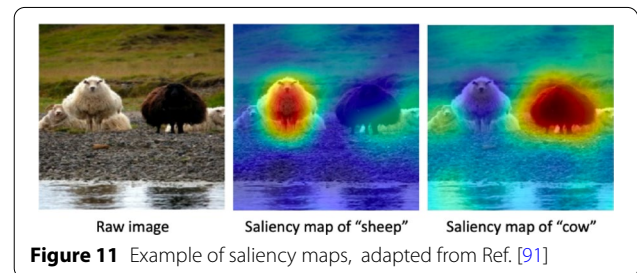 Raw image
Saliency map of “sheep”
Saliency map of “cow”
Figure 11 Example of saliency maps, adapted from Ref. [91]